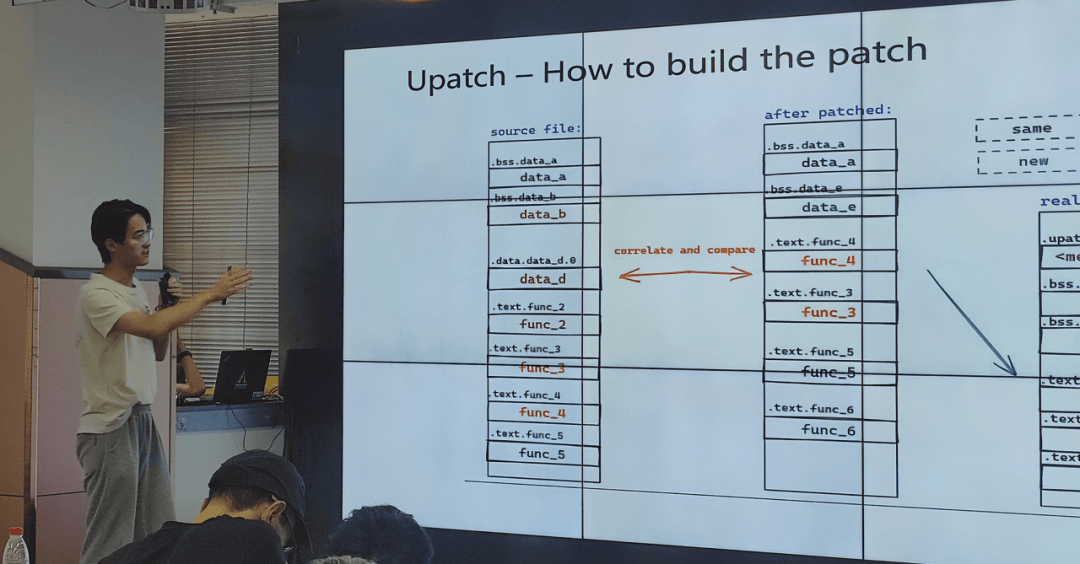 Upatch – How to build the patch
source file:
.bss.data_a
data_a
.bss.data_b
data_b
.data.data_d.0
data_d
.text.func_2
func_2
.text.func_3
func_3
.text.func_4
func_4
.text.func_5
func_5
correlate and compare
after patched:
.bss.data_a
data_a
.bss.data_e
data_e
.text.func_4
func_4
.text.func_3
func_3
.text.func_5
func_5
.text.func_6
func_6
same
new
real
.upat
<me
.bss.
.bss.
.text
.text
.text